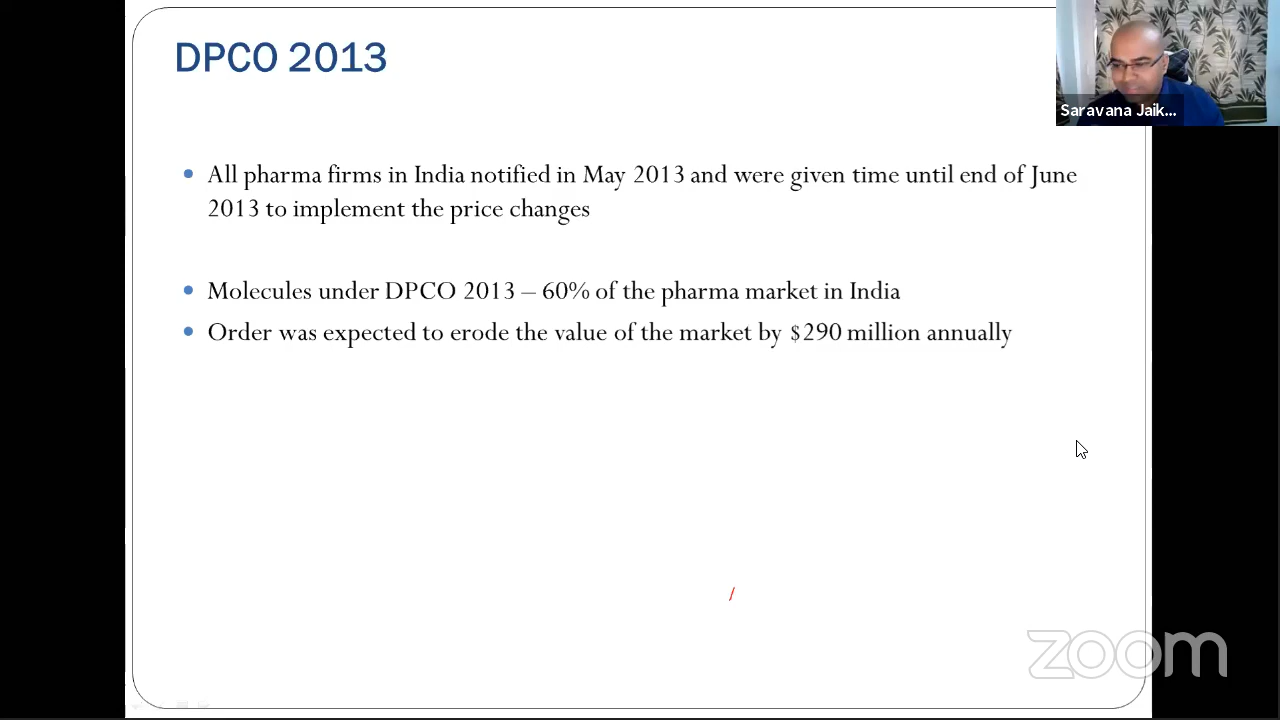 DPCO 2013
Saravana Jaik...
All pharma firms in India notified in May 2013 and were given time until end of June
2013 to implement the price changes
Molecules under DPCO 2013 – 60% of the pharma market in India
Order was expected to erode the value of the market by $290 million annually
zoom